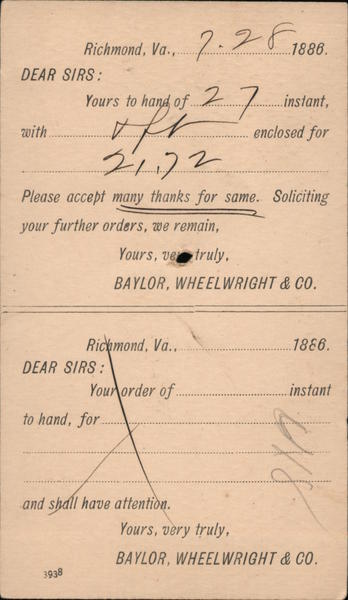 Richmond, Va., 7.28 1886.
DEAR SIRS:
Yours to hand of 27 instant,
with enclosed for
21.72
Please accept many thanks for same. Soliciting
your further orders, we remain,
Yours, very truly,
BAYLOR, WHEELWRIGHT & CO.
Richmond, Va., 1886.
DEAR SIRS:
Your order of instant
to hand, for
and shall have attention.
Yours, very truly,
BAYLOR, WHEELWRIGHT & CO.
3938